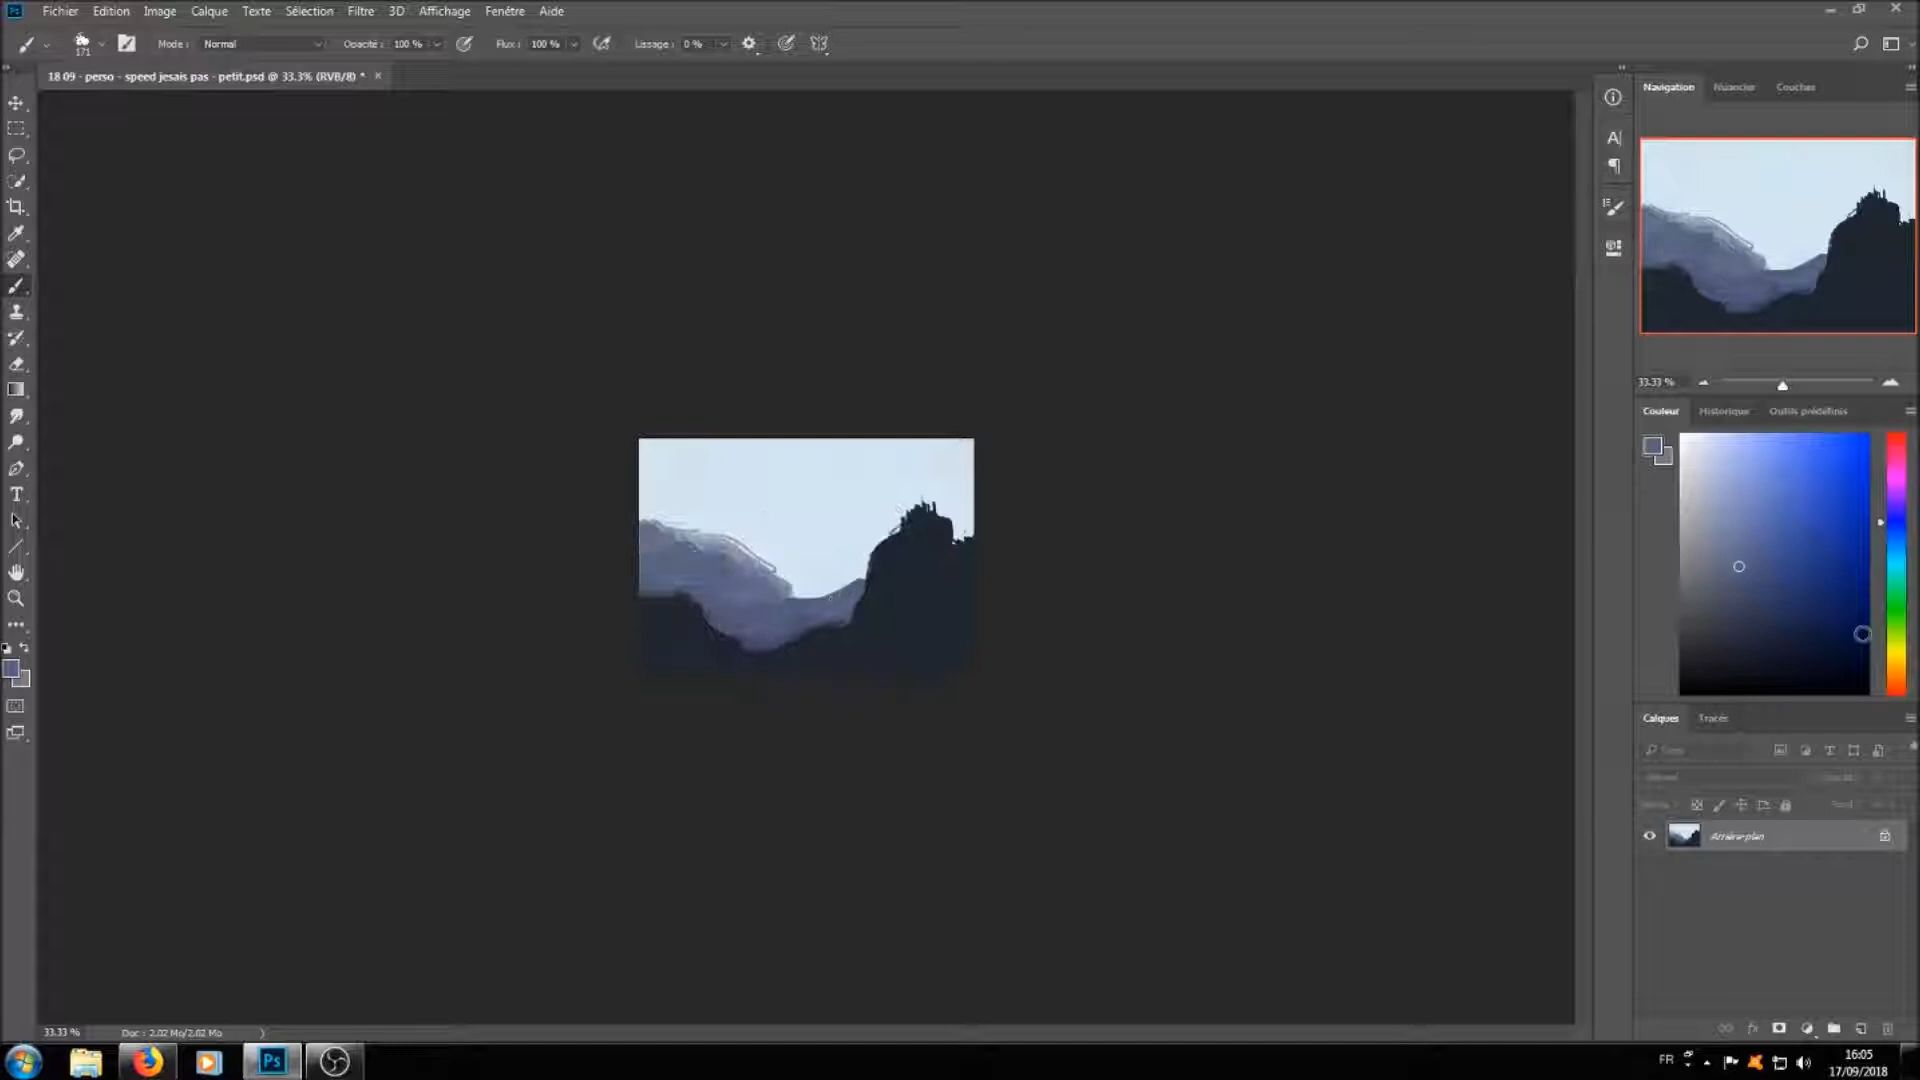 Ps Fichier Edition Image Calque Texte Sélection Filtre 3D Affichage Fenêtre Aide
171 Mode : Normal Opacité : 100 % Flux : 100 % Lissage : 0 %
18 09 - perso - speed jesais pas - petit.psd @ 33.3% (RVB/8) * ×
Navigation Nuancier Couches
33.33 %
Couleur Historique Outils prédéfinis
Calques Tracés
Arrière-plan
33.33 % Doc : 2.02 Mo/2.02 Mo
Ps FR 16:05
17/09/2018